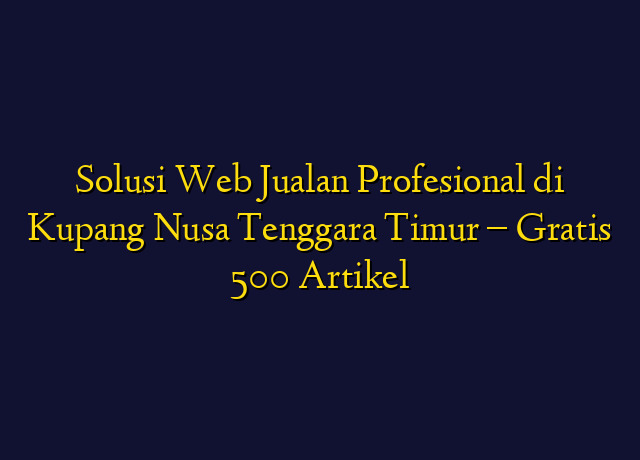 Solusi Web Jualan Profesional di
Kupang Nusa Tenggara Timur – Gratis
500 Artikel